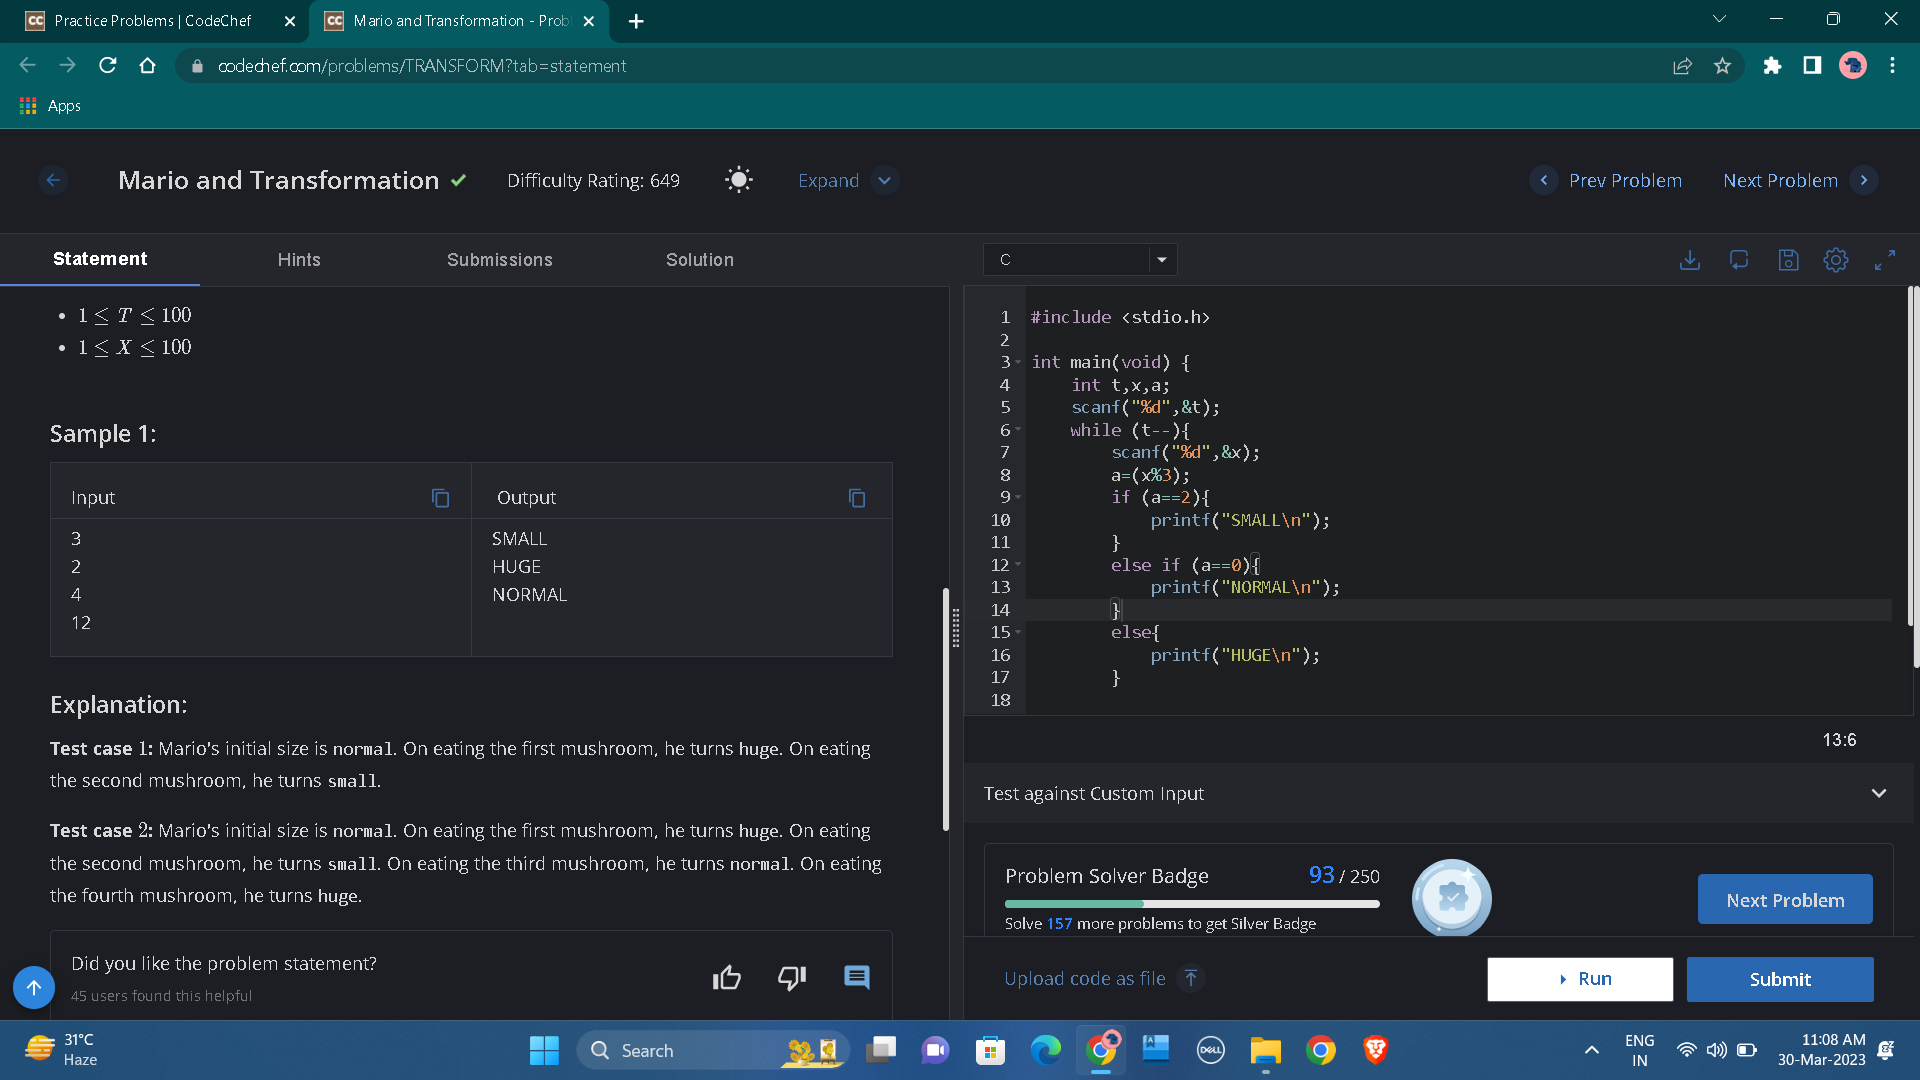 Practice Problems | CodeChef
Mario and Transformation - Prob
codechef.com/problems/TRANSFORM?tab=statement
Apps
Mario and Transformation
Difficulty Rating: 649
Expand
Prev Problem
Next Problem
Statement
Hints
Submissions
Solution
C
• 1 ≤ T ≤ 100
• 1 ≤ X ≤ 100
Sample 1:
Input
Output
3
2
4
12
SMALL
HUGE
NORMAL
Explanation:
Test case 1: Mario's initial size is normal. On eating the first mushroom, he turns huge. On eating
the second mushroom, he turns small.
Test case 2: Mario's initial size is normal. On eating the first mushroom, he turns huge. On eating
the second mushroom, he turns small. On eating the third mushroom, he turns normal. On eating
the fourth mushroom, he turns huge.
Did you like the problem statement?
45 users found this helpful
1 #include <stdio.h>
2
3 int main(void) {
4 int t,x,a;
5 scanf("%d",&t);
6 while (t--){
7 scanf("%d",&x);
8 a=(x%3);
9 if (a==2){
10 printf("SMALL\n");
11 }
12 else if (a==0){
13 printf("NORMAL\n");
14 }
15 else{
16 printf("HUGE\n");
17 }
18
13:6
Test against Custom Input
Problem Solver Badge
93 / 250
Solve 157 more problems to get Silver Badge
Next Problem
Upload code as file
Run
Submit
31°C
Haze
Search
DELL
ENG
IN
11:08 AM
30-Mar-2023